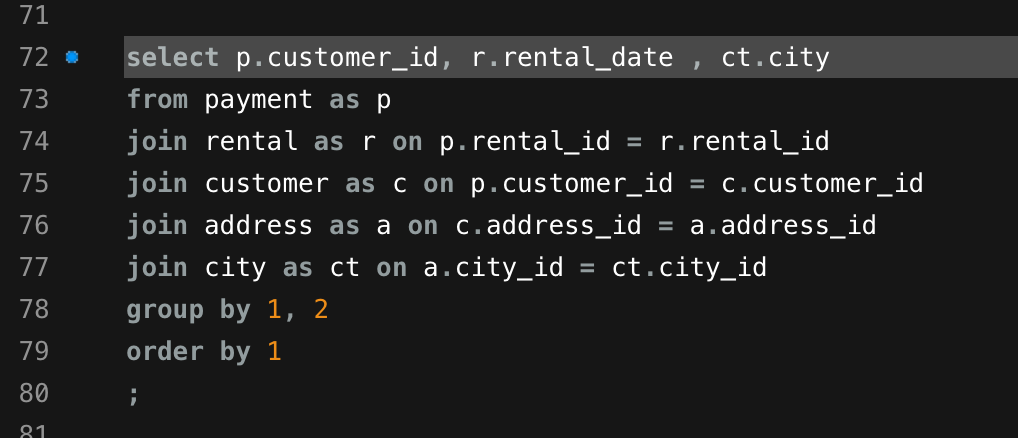 71
72 select p.customer_id, r.rental_date , ct.city
73 from payment as p
74 join rental as r on p.rental_id = r.rental_id
75 join customer as c on p.customer_id = c.customer_id
76 join address as a on c.address_id = a.address_id
77 join city as ct on a.city_id = ct.city_id
78 group by 1, 2
79 order by 1
80 ;
81